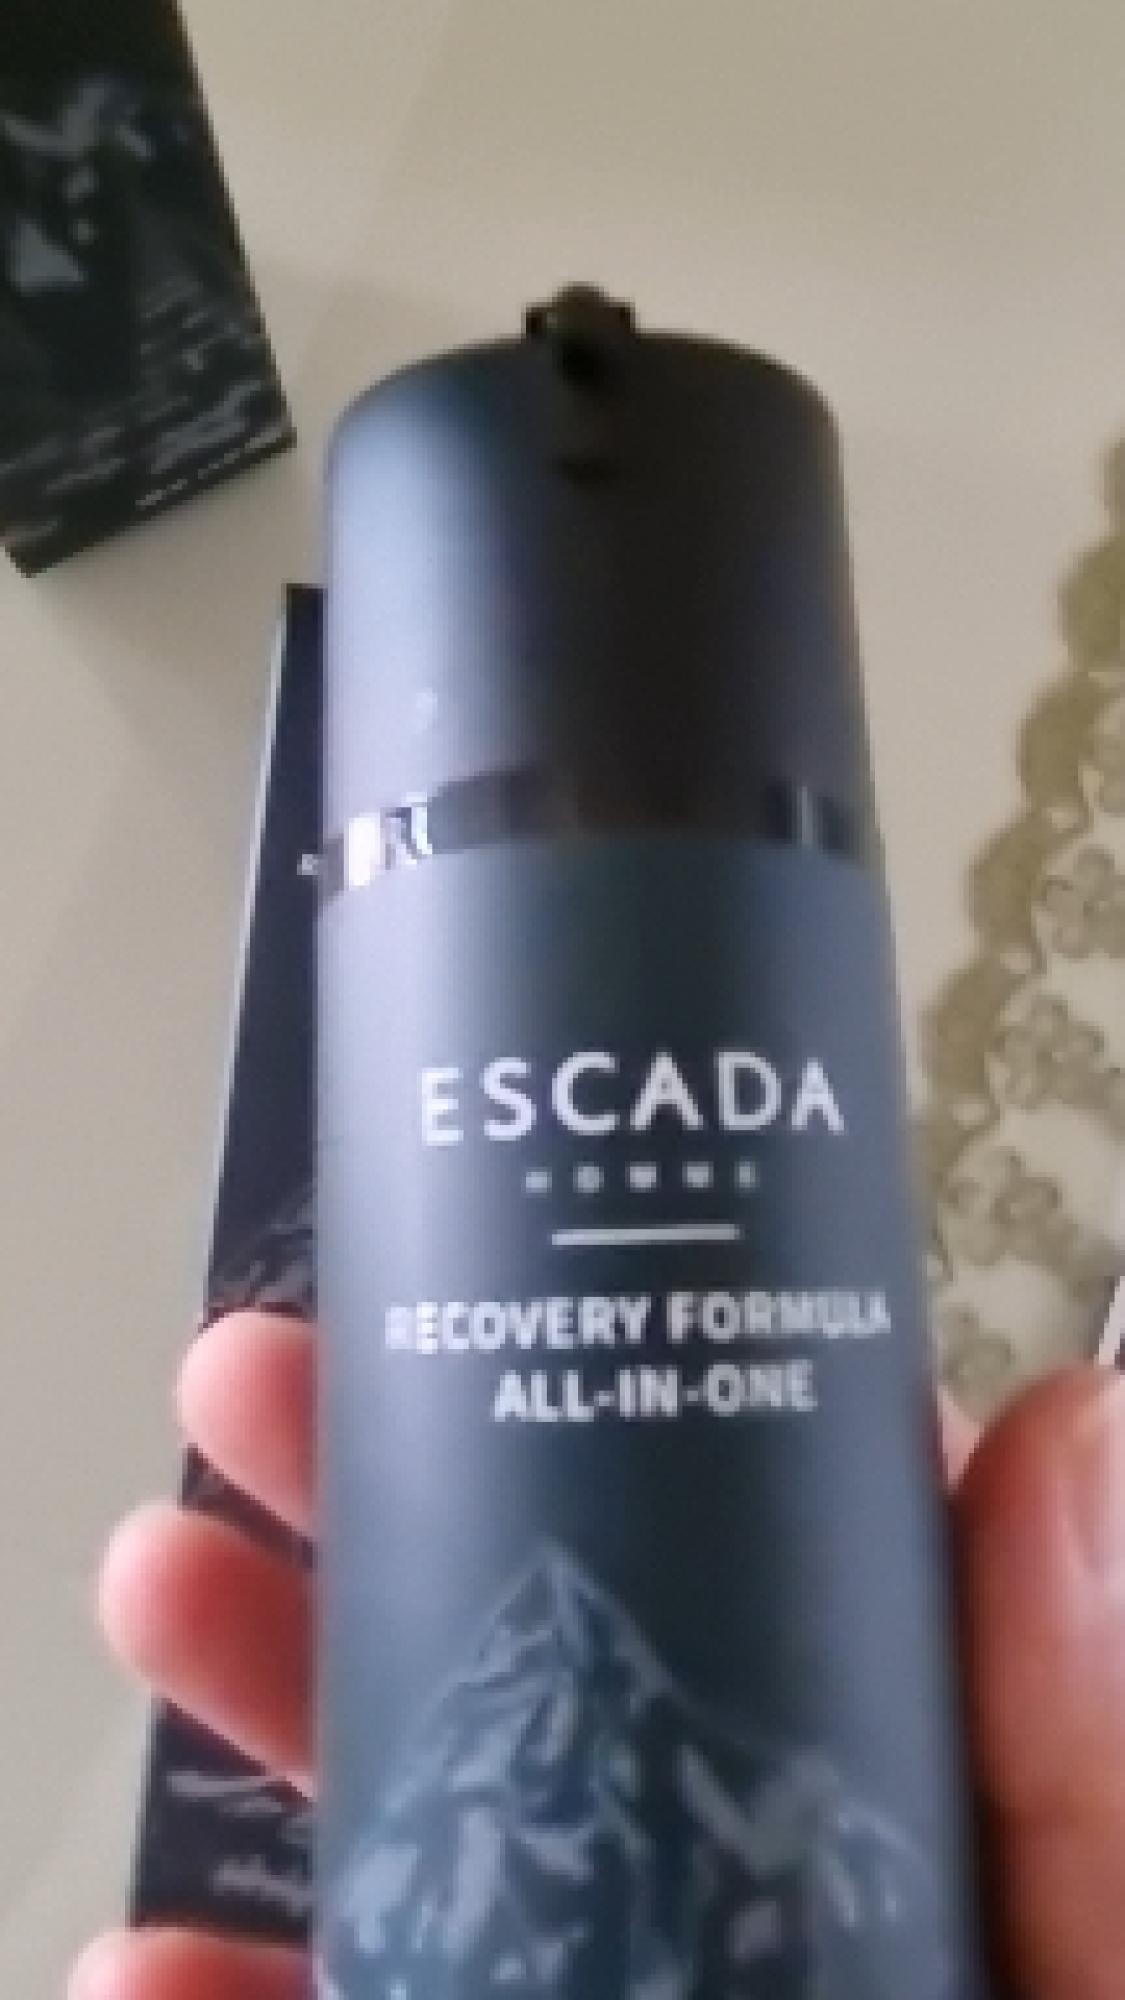 ESCADA
HOMME
RECOVERY FORMULA
ALL-IN-ONE